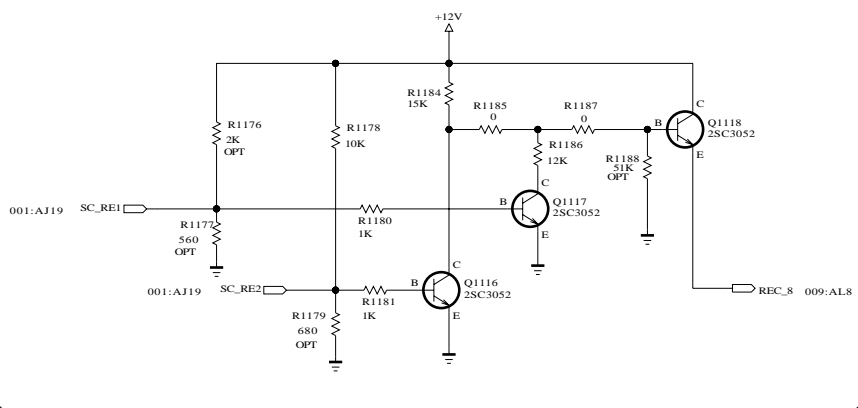 +12V
R1184
15K
R1185
0
R1187
0
C
B
Q1118
2SC3052
E
R1176
2K
OPT
R1178
10K
R1186
12K
R1188
51K
OPT
C
B
Q1117
2SC3052
E
001:AJ19
SC_RE1
R1177
560
OPT
R1180
1K
C
B
Q1116
2SC3052
E
001:AJ19
SC_RE2
R1181
1K
REC_8
009:AL8
R1179
680
OPT